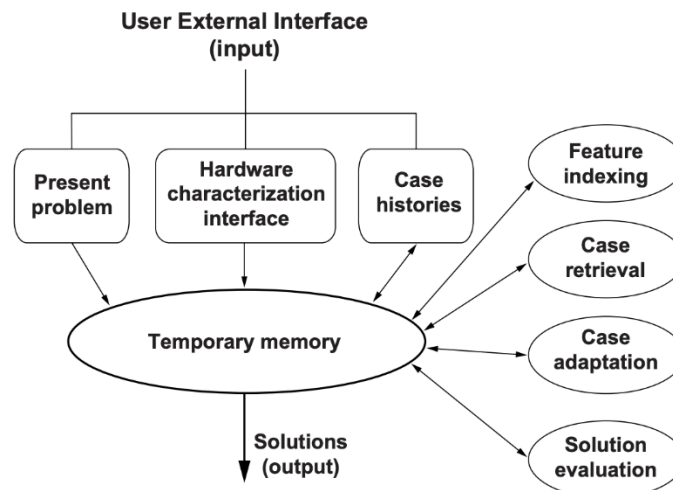 User External Interface
(input)
Present
problem
Hardware
characterization
interface
Case
histories
Feature
indexing
Case
retrieval
Temporary memory
Case
adaptation
Solutions
(output)
Solution
evaluation